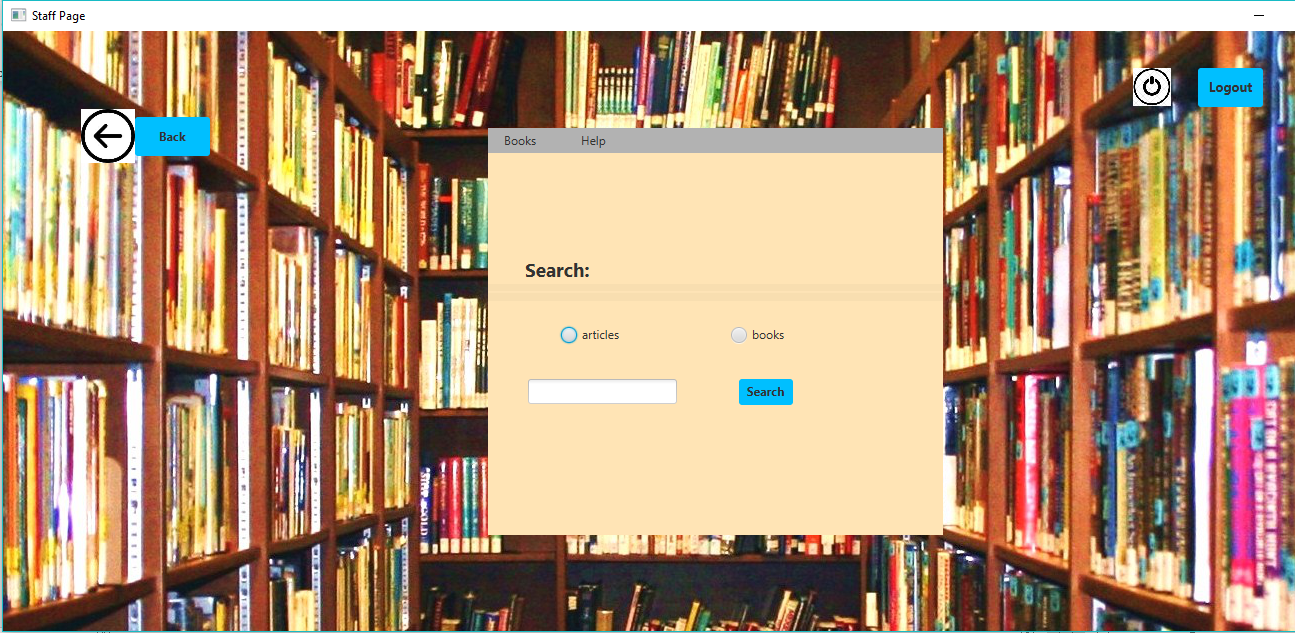 Staff Page
Logout
Back
Books Help
Search:
articles books
Search